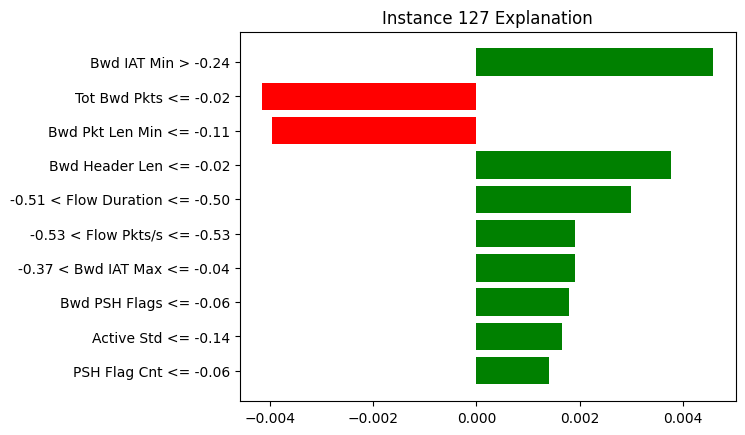 Instance 127 Explanation
Bwd IAT Min > -0.24
Tot Bwd Pkts <= -0.02
Bwd Pkt Len Min <= -0.11
Bwd Header Len <= -0.02
-0.51 < Flow Duration <= -0.50
-0.53 < Flow Pkts/s <= -0.53
-0.37 < Bwd IAT Max <= -0.04
Bwd PSH Flags <= -0.06
Active Std <= -0.14
PSH Flag Cnt <= -0.06
−0.004 −0.002 0.000 0.002 0.004